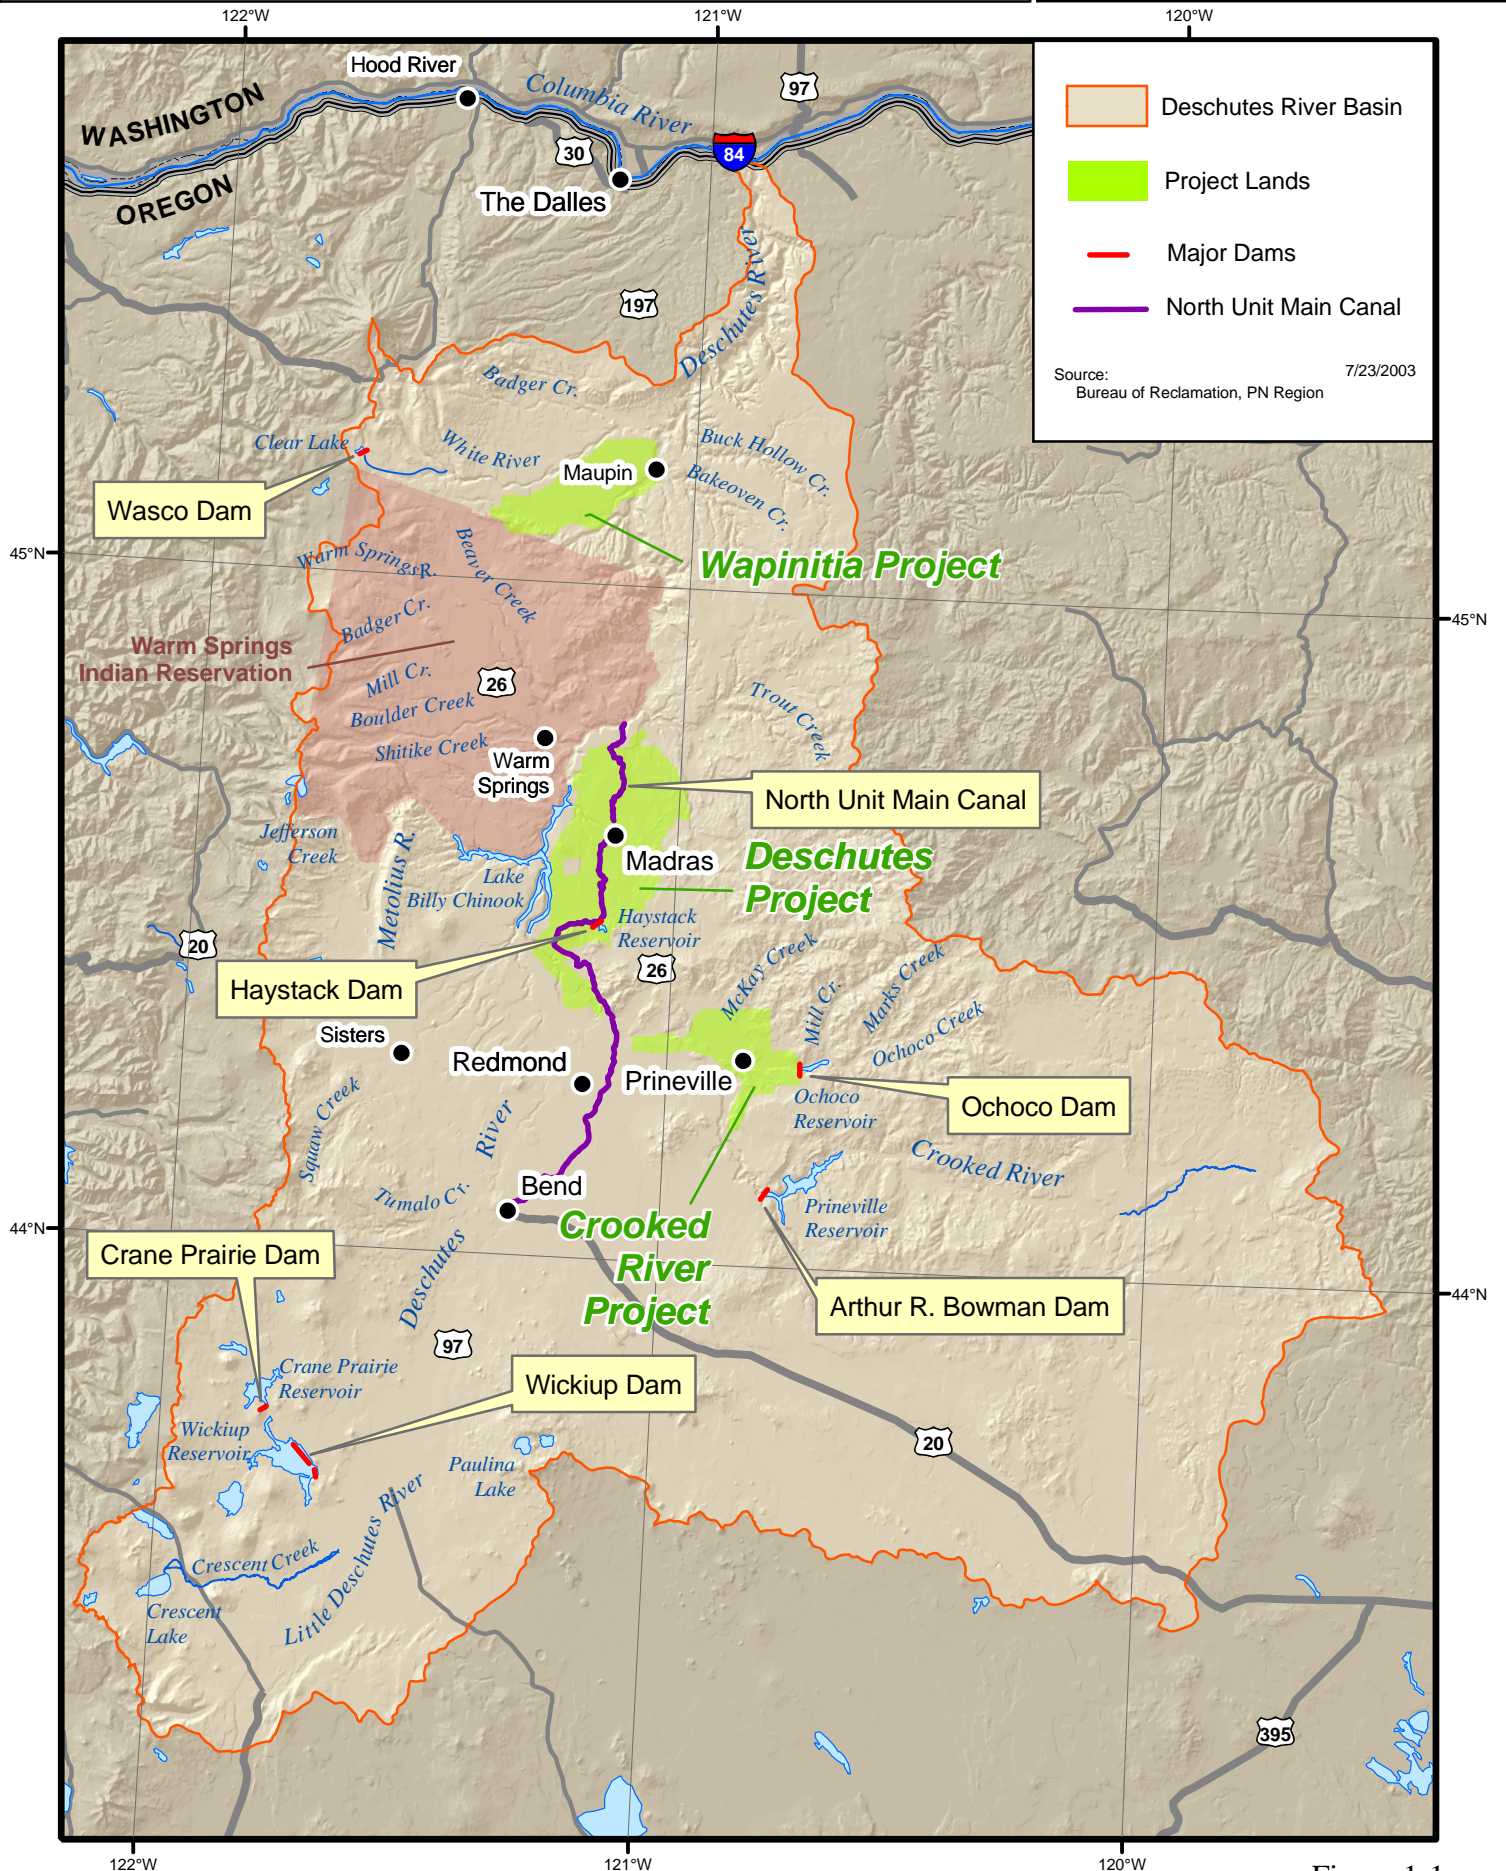 122°W
121°W
120°W
Hood River
Columbia River
97
WASHINGTON
OREGON
30
84
The Dalles
Deschutes River Basin
Project Lands
Major Dams
North Unit Main Canal
Source:
7/23/2003
Bureau of Reclamation, PN Region
197
Deschutes River
Badger Cr.
Clear Lake
White River
Maupin
Buck Hollow Cr.
Bakeoven Cr.
Wasco Dam
45°N
Warm Springs R.
Beaver Creek
Wapinitia Project
45°N
Badger Cr.
Warm Springs
Indian Reservation
Mill Cr.
26
Boulder Creek
Shitike Creek
Warm
Springs
Trout Creek
North Unit Main Canal
Jefferson
Creek
Metolius R.
Madras
Deschutes
Project
Lake
Billy Chinook
Haystack
Reservoir
20
26
McKay Creek
Mill Cr.
Marks Creek
Ochoco Creek
Haystack Dam
Sisters
Redmond
Prineville
Ochoco
Reservoir
Ochoco Dam
Squaw Creek
River
Crooked River
Tumalo Cr.
Bend
Prineville
Reservoir
44°N
Deschutes
Crooked
River
Project
Crane Prairie Dam
Arthur R. Bowman Dam
44°N
97
Crane Prairie
Reservoir
Wickiup Dam
Wickiup
Reservoir
20
Paulina
Lake
Little Deschutes River
Crescent Creek
Crescent
Lake
395
122°W
121°W
120°W